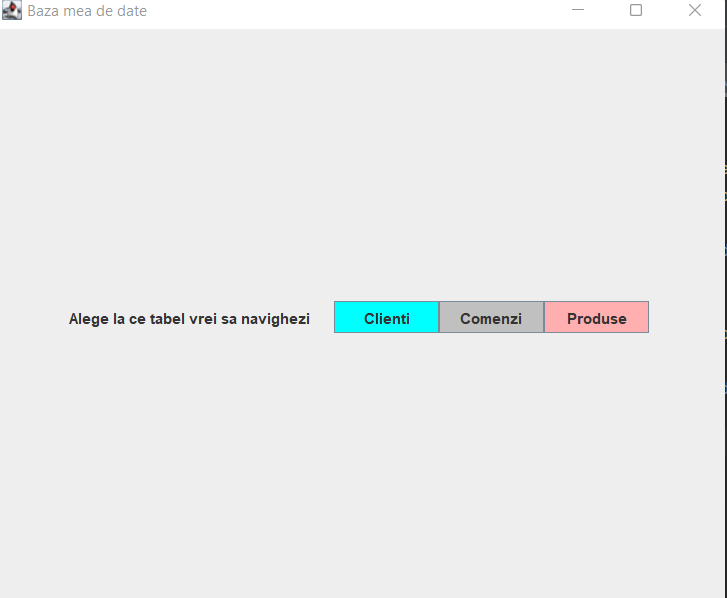 Baza mea de date
Alege la ce tabel vrei sa navighezi Clienti Comenzi Produse